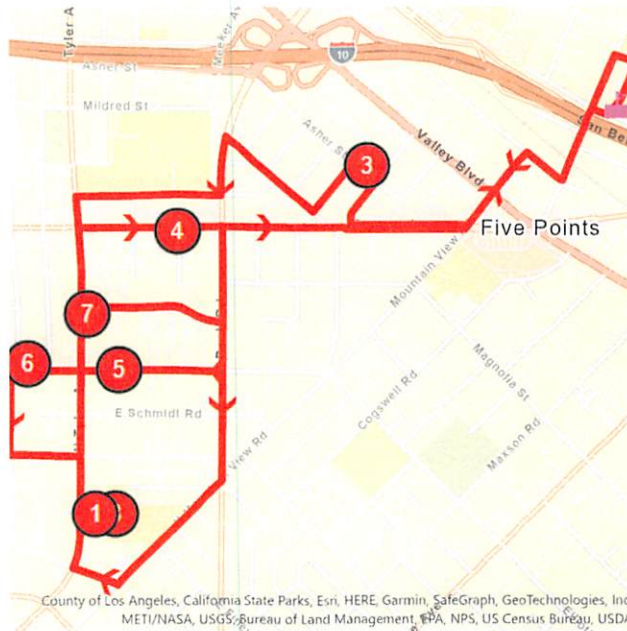 Tyler A
Meeker Av
Asher St
10
Mildred St
Asher St
3
Valley Blvd
San Be
4
Five Points
Mountain View
7
6
5
Magnolia St
E Schmidt Rd
Cogswell Rd
Maxson Rd
View Rd
1
County of Los Angeles, California State Parks, Esri, HERE, Garmin, SafeGraph, GeoTechnologies, Inc
METI/NASA, USGS, Bureau of Land Management, EPA, NPS, US Census Bureau, USDA